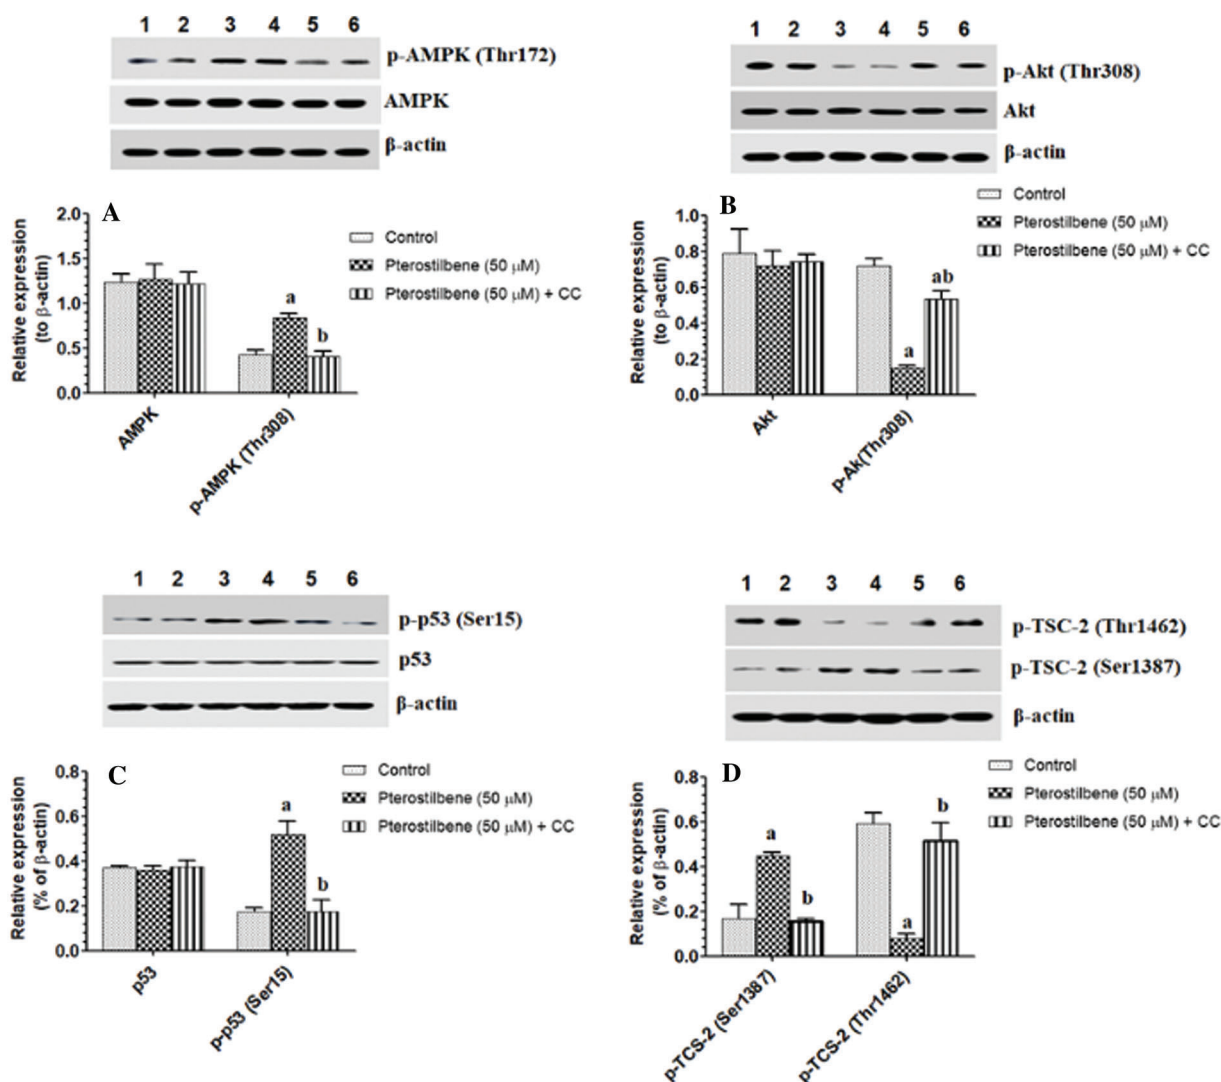 1 2 3 4 5 6
p-AMPK (Thr172)
AMPK
β-actin
A
2.0
1.5
1.0
0.5
0.0
Relative expression
(to β-actin)
Control
Pterostilbene (50 µM)
Pterostilbene (50 µM) + CC
a
b
AMPK
p-AMPK (Thr308)
1 2 3 4 5 6
p-Akt (Thr308)
Akt
β-actin
B
1.0
0.8
0.6
0.4
0.2
0.0
Relative expression
(to β-actin)
Control
Pterostilbene (50 µM)
Pterostilbene (50 µM) + CC
a
ab
Akt
p-Ak(Thr308)
1 2 3 4 5 6
p-p53 (Ser15)
p53
β-actin
C
0.8
0.6
0.4
0.2
0.0
Relative expression
(% of β-actin)
Control
Pterostilbene (50 µM)
Pterostilbene (50 µM) + CC
a
b
p53
p-p53 (Ser15)
1 2 3 4 5 6
p-TSC-2 (Thr1462)
p-TSC-2 (Ser1387)
β-actin
D
0.8
0.6
0.4
0.2
0.0
Relative expression
(% of β-actin)
Control
Pterostilbene (50 µM)
Pterostilbene (50 µM) + CC
a
b
a
b
p-TCS-2 (Ser1387)
p-TCS-2 (Thr1462)